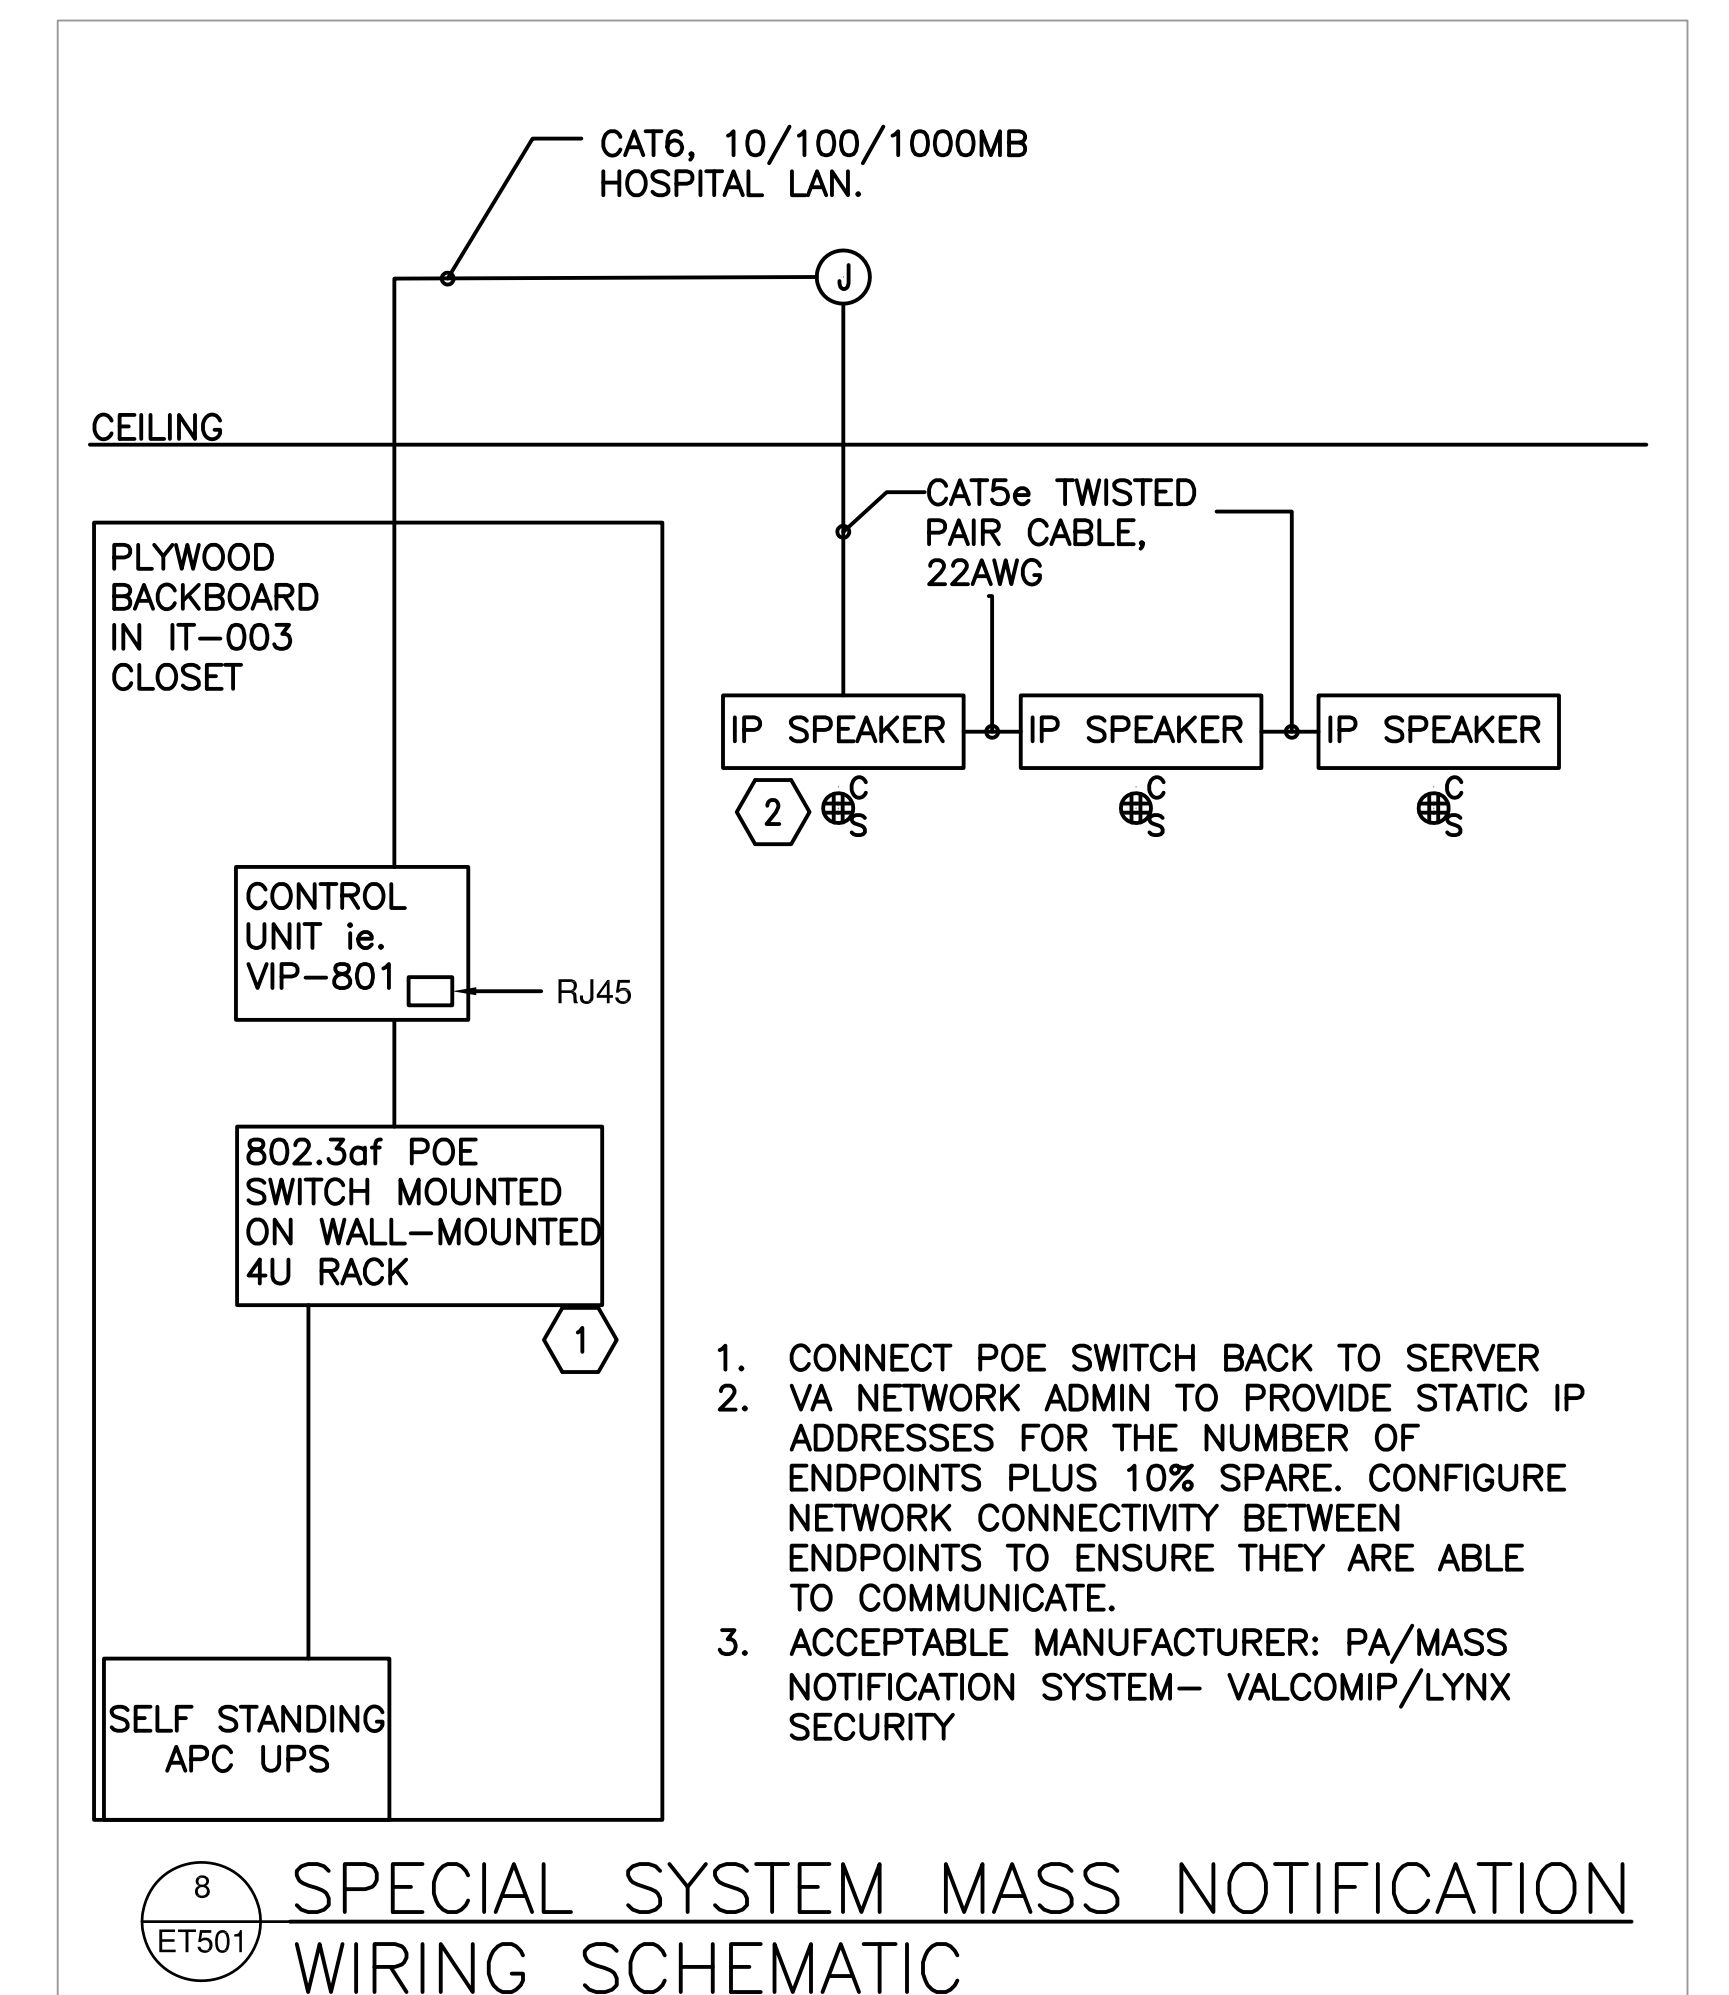 CAT6, 10/100/1000MB
HOSPITAL LAN.
J
CEILING
CAT5e TWISTED
PAIR CABLE,
22AWG
PLYWOOD
BACKBOARD
IN IT-003
CLOSET
IP SPEAKER
IP SPEAKER
IP SPEAKER
2
C
S
C
S
C
S
CONTROL
UNIT ie.
VIP-801
RJ45
802.3af POE
SWITCH MOUNTED
ON WALL-MOUNTED
4U RACK
1
1. CONNECT POE SWITCH BACK TO SERVER
2. VA NETWORK ADMIN TO PROVIDE STATIC IP
ADDRESSES FOR THE NUMBER OF
ENDPOINTS PLUS 10% SPARE. CONFIGURE
NETWORK CONNECTIVITY BETWEEN
ENDPOINTS TO ENSURE THEY ARE ABLE
TO COMMUNICATE.
3. ACCEPTABLE MANUFACTURER: PA/MASS
NOTIFICATION SYSTEM- VALCOMIP/LYNX
SECURITY
SELF STANDING
APC UPS
8
ET501
SPECIAL SYSTEM MASS NOTIFICATION
WIRING SCHEMATIC